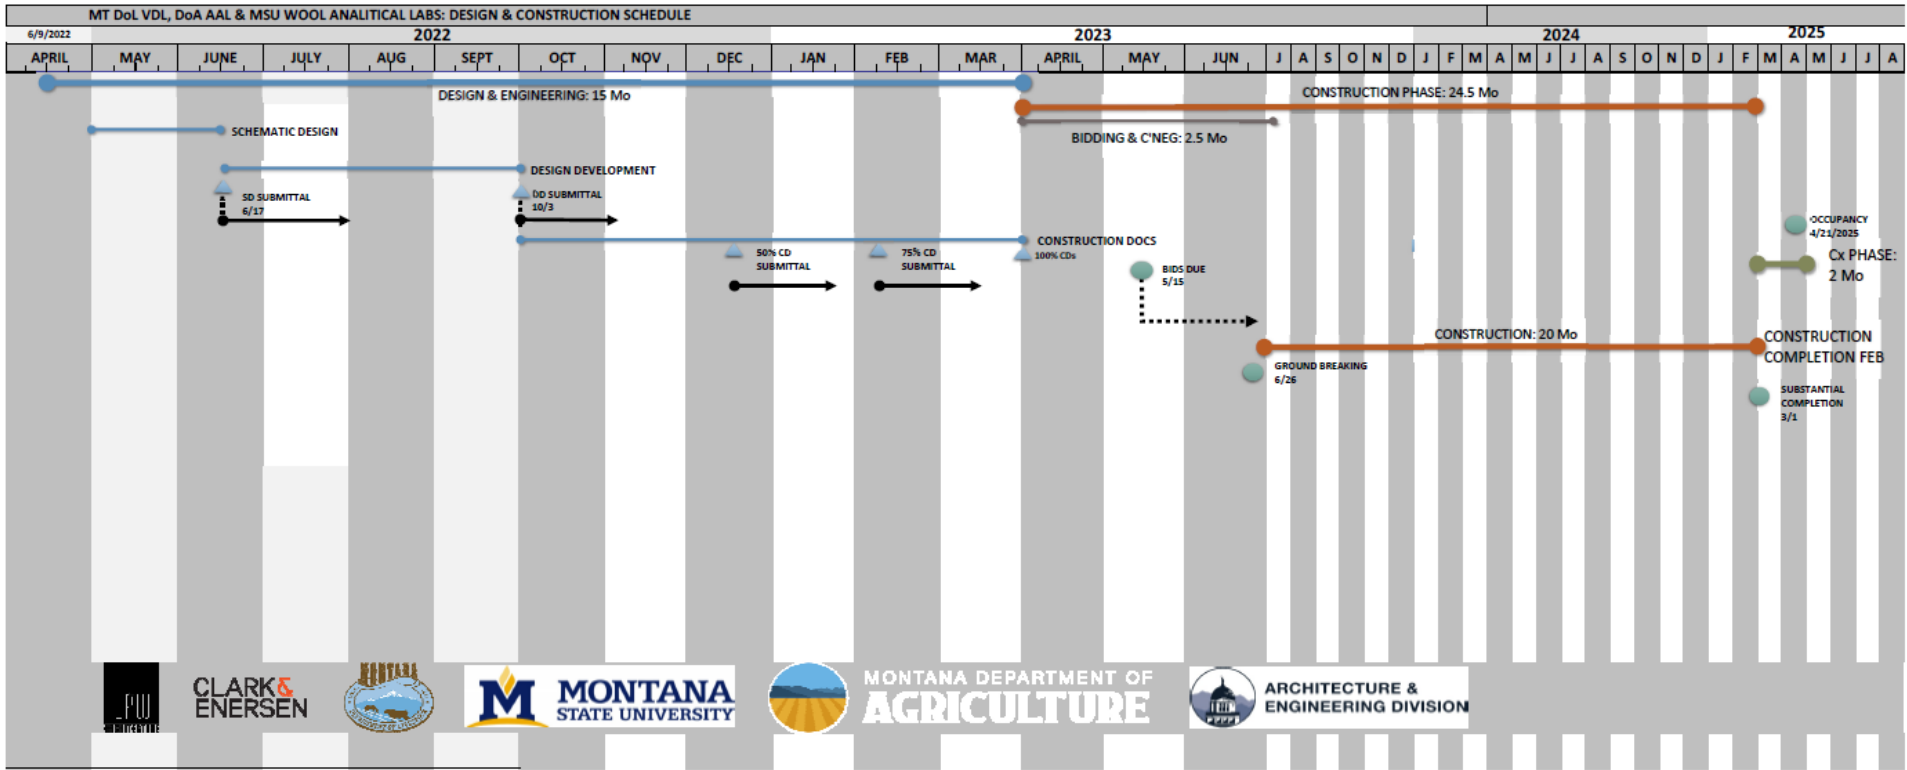 MT DoL VDL, DoA AAL & MSU WOOL ANALITICAL LABS: DESIGN & CONSTRUCTION SCHEDULE
6/9/2022 2022 2023 2024 2025
APRIL MAY JUNE JULY AUG SEPT OCT NOV DEC JAN FEB MAR APRIL MAY JUN J A S O N D J F M A M J J A S O N D J F M A M J J A
DESIGN & ENGINEERING: 15 Mo
CONSTRUCTION PHASE: 24.5 Mo
SCHEMATIC DESIGN
BIDDING & C'NEG: 2.5 Mo
DESIGN DEVELOPMENT
SD SUBMITTAL
6/17
DD SUBMITTAL
10/3
OCCUPANCY
4/21/2025
CONSTRUCTION DOCS
50% CD
SUBMITTAL
75% CD
SUBMITTAL
100% CDs
BIDS DUE
5/15
Cx PHASE:
2 Mo
CONSTRUCTION: 20 Mo
CONSTRUCTION
COMPLETION FEB
GROUND BREAKING
6/26
SUBSTANTIAL
COMPLETION
3/1
LPW
CLARK&
ENERSEN
MONTANA
M
MONTANA
STATE UNIVERSITY
MONTANA DEPARTMENT OF
AGRICULTURE
ARCHITECTURE &
ENGINEERING DIVISION